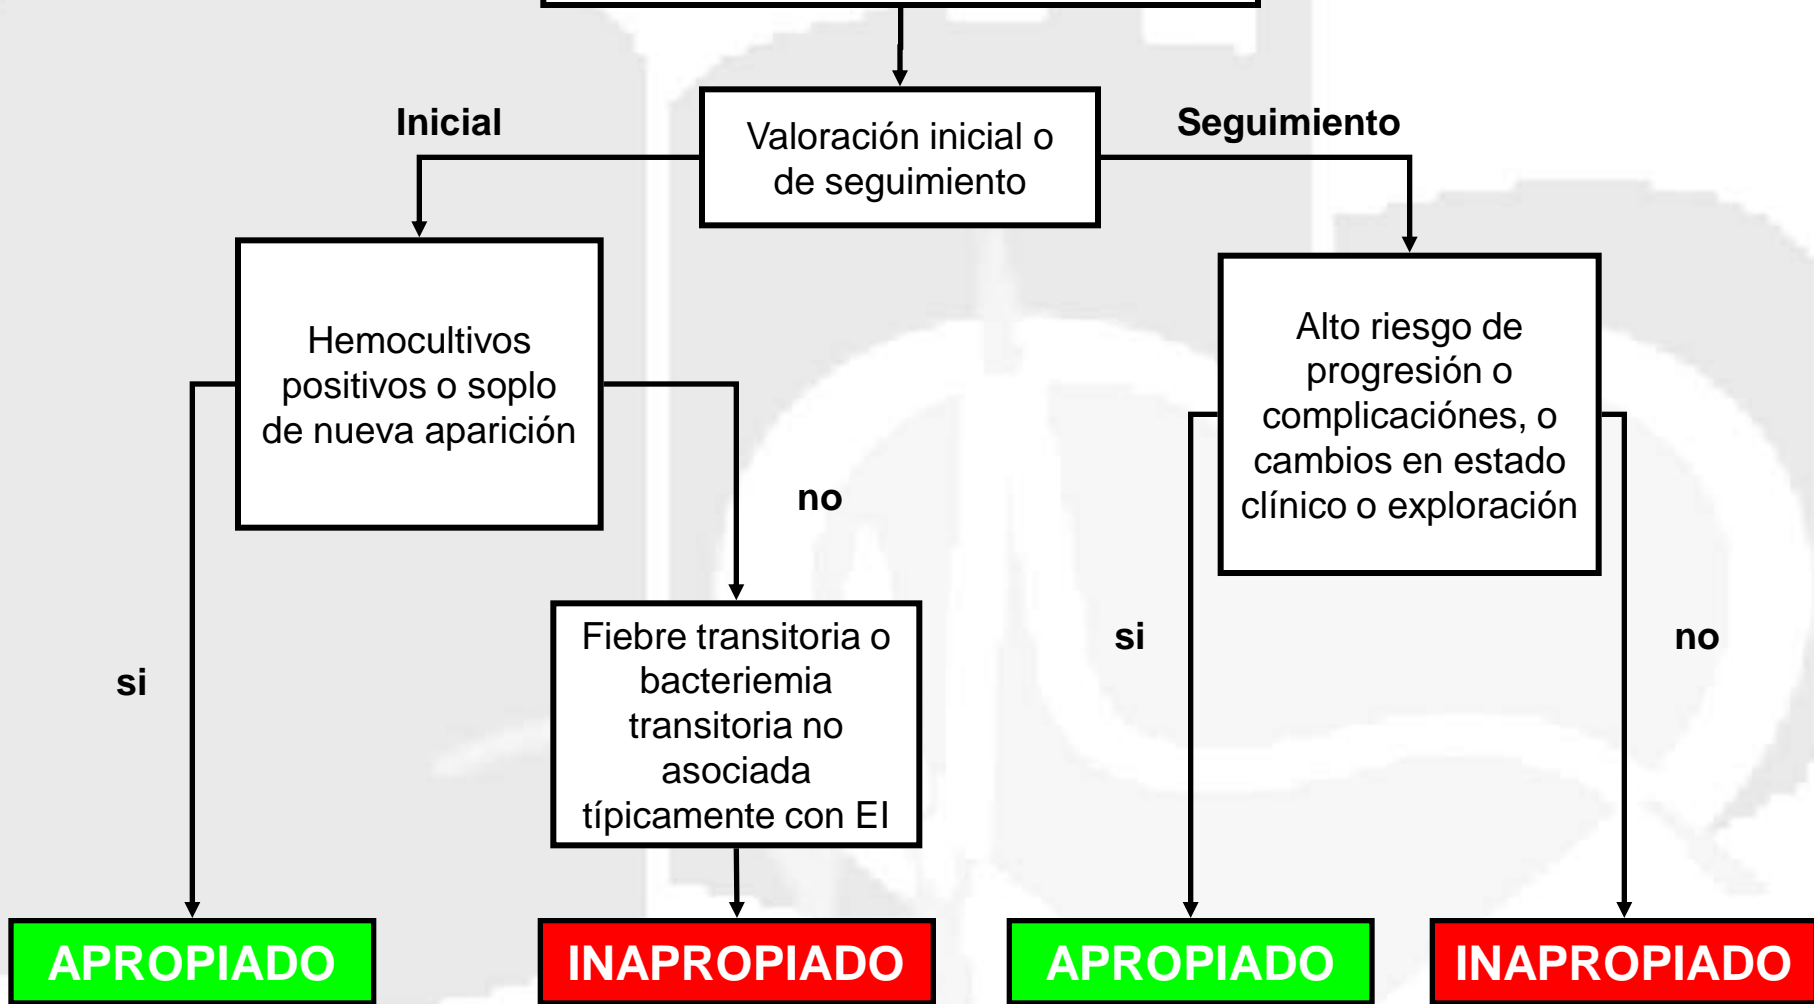 Valoración inicial o
de seguimiento
Inicial
Seguimiento
Hemocultivos
positivos o soplo
de nueva aparición
si
no
Fiebre transitoria o
bacteriemia
transitoria no
asociada
típicamente con EI
Alto riesgo de
progresión o
complicaciónes, o
cambios en estado
clínico o exploración
si
no
APROPIADO
INAPROPIADO
APROPIADO
INAPROPIADO